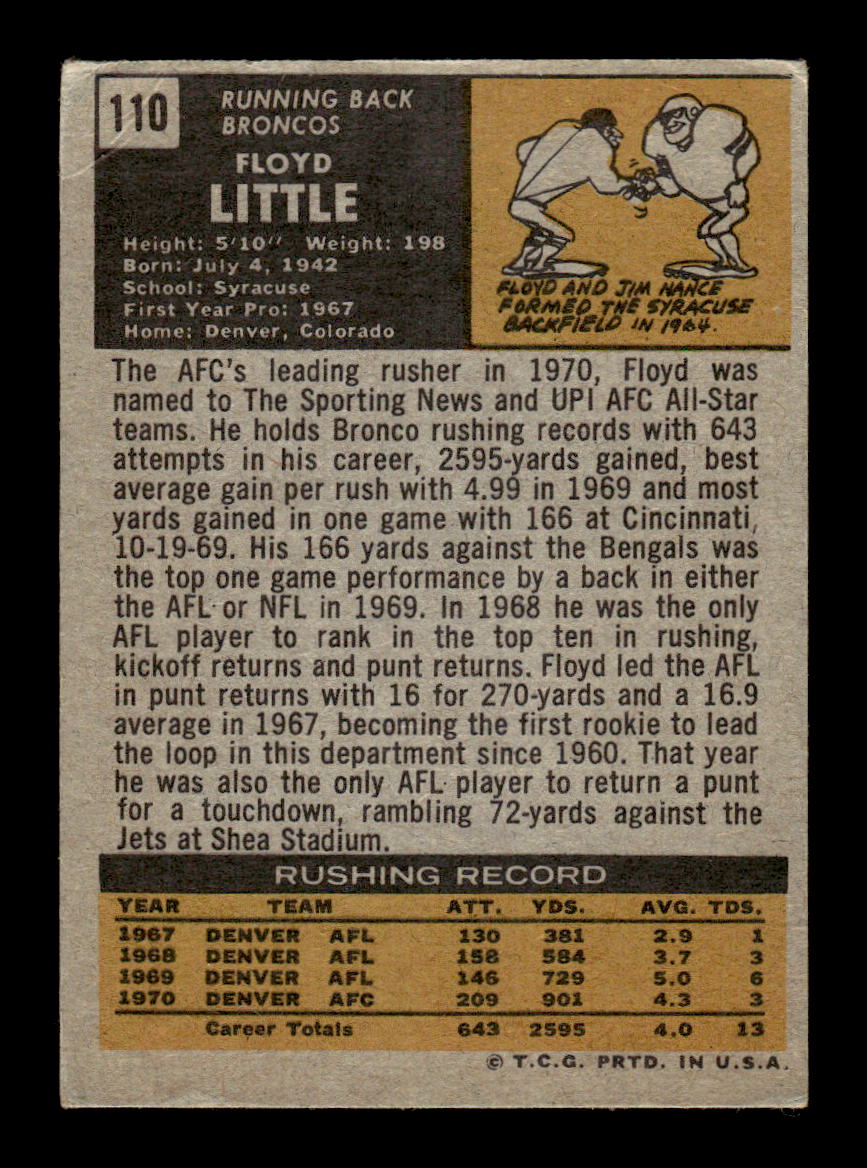 110
RUNNING BACK
BRONCOS
FLOYD
LITTLE
Height: 5'10" Weight: 198
Born: July 4, 1942
School: Syracuse
First Year Pro: 1967
Home: Denver, Colorado
FLOYD AND JIM NANCE
FORMED THE SYRACUSE
BACKFIELD IN 1964.
The AFC's leading rusher in 1970, Floyd was
named to The Sporting News and UPI AFC All-Star
teams. He holds Bronco rushing records with 643
attempts in his career, 2595-yards gained, best
average gain per rush with 4.99 in 1969 and most
yards gained in one game with 166 at Cincinnati,
10-19-69. His 166 yards against the Bengals was
the top one game performance by a back in either
the AFL or NFL in 1969. In 1968 he was the only
AFL player to rank in the top ten in rushing,
kickoff returns and punt returns. Floyd led the AFL
in punt returns with 16 for 270-yards and a 16.9
average in 1967, becoming the first rookie to lead
the loop in this department since 1960. That year
he was also the only AFL player to return a punt
for a touchdown, rambling 72-yards against the
Jets at Shea Stadium.
RUSHING RECORD
YEAR TEAM ATT. YDS. AVG. TDS.
1967 DENVER AFL 130 381 2.9 1
1968 DENVER AFL 158 584 3.7 3
1969 DENVER AFL 146 729 5.0 6
1970 DENVER AFC 209 901 4.3 3
Career Totals 643 2595 4.0 13
© T.C.G. PRTD. IN U.S.A.